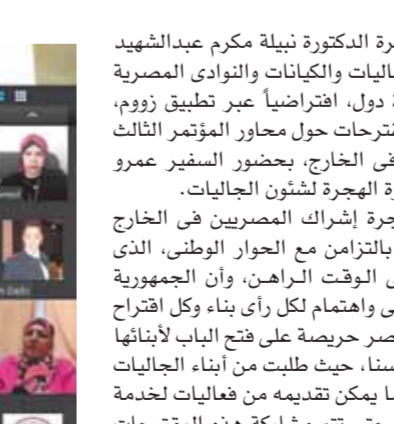 رة الدكتورة نبيلة مكرم عبدالشهيد
اليات والكيانات والنوادى المصرية
دول، افتراضياً عبر تطبيق زووم،
قترحات حول محاور المؤتمر الثالث
فى الخارج، بحضور السفير عمرو
ة الهجرة لشئون الجاليات.
جرة إشراك المصريين فى الخارج
بالتزامن مع الحوار الوطنى، الذى
ى الوقت الراهن، وأن الجمهورية
ى واهتمام لكل رأى بناء وكل اقتراح
صر حريصة على فتح الباب لأبنائها
سنا، حيث طلبت من أبناء الجاليات
ا يمكن تقديمه من فعاليات لخدمة